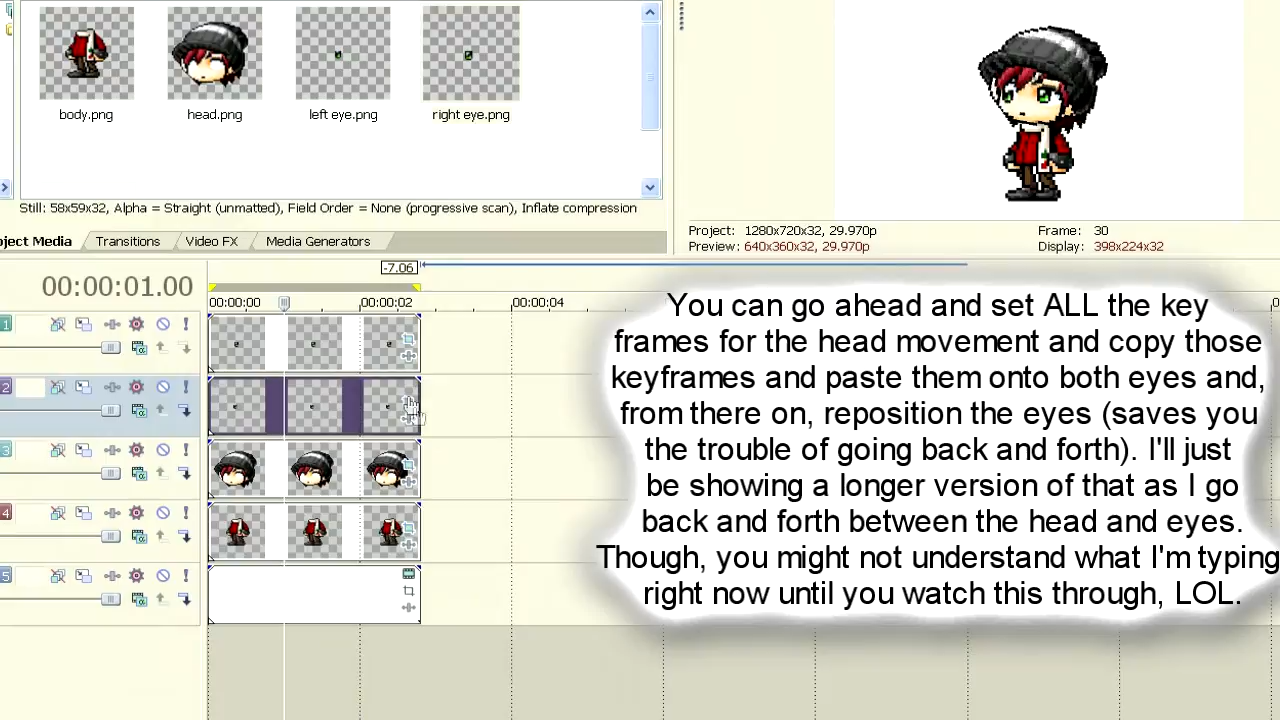 body.png
head.png
left eye.png
right eye.png
Still: 58x59x32, Alpha = Straight (unmatted), Field Order = None (progressive scan), Inflate compression
oject Media
Transitions
Video FX
Media Generators
Project: 1280x720x32, 29.970p
Frame: 30
Preview: 640x360x32, 29.970p
Display: 398x224x32
-7.06
00:00:01.00
00:00:00
00:00:02
00:00:04
1
2
3
4
5
You can go ahead and set ALL the key
frames for the head movement and copy those
keyframes and paste them onto both eyes and,
from there on, reposition the eyes (saves you
the trouble of going back and forth). I'll just
be showing a longer version of that as I go
back and forth between the head and eyes.
Though, you might not understand what I'm typing
right now until you watch this through, LOL.